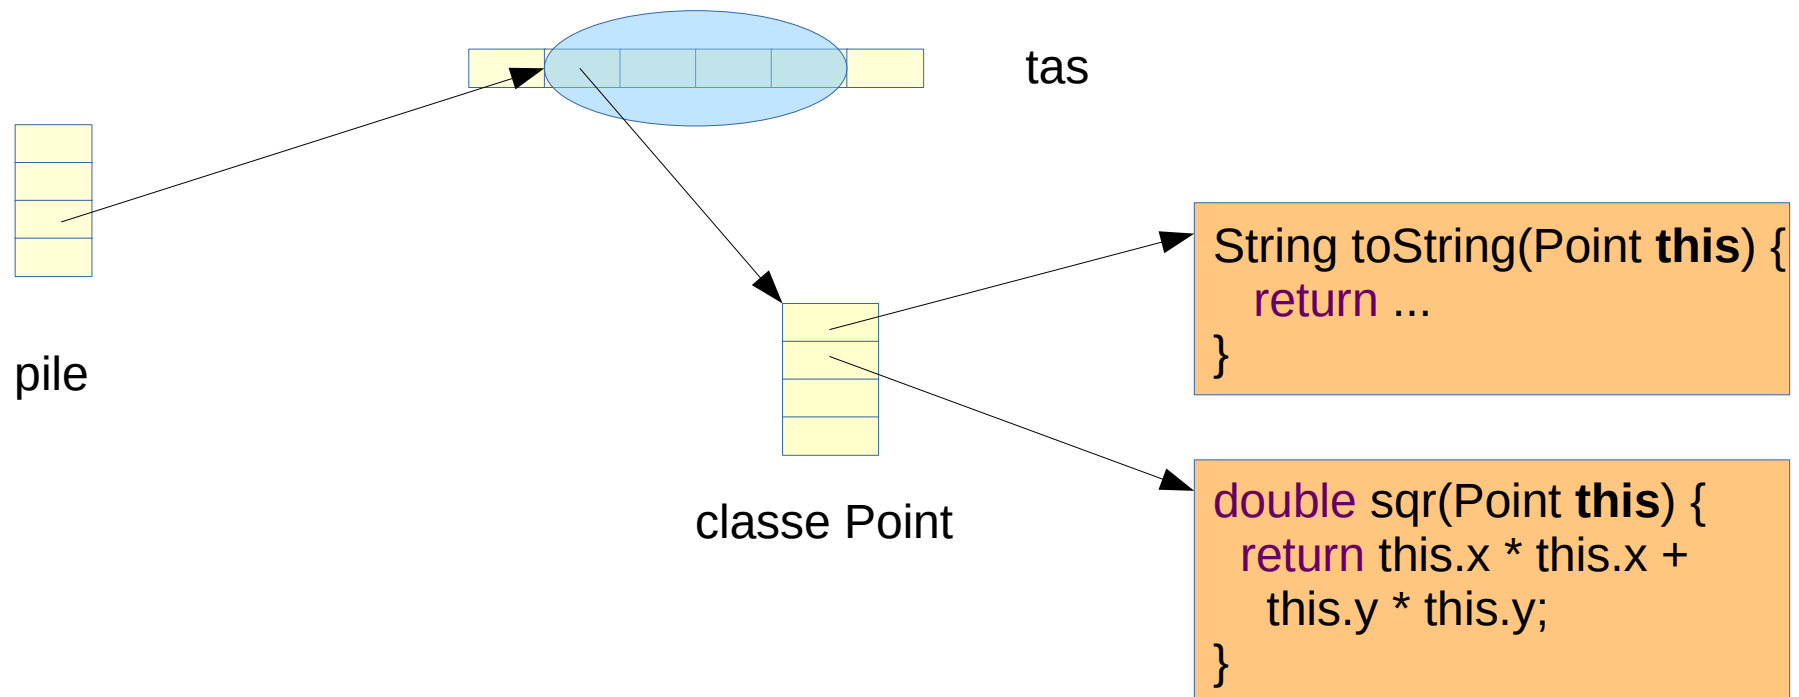 tas
pile
String toString(Point this) {
return ...
}
classe Point
double sqr(Point this) {
return this.x * this.x +
this.y * this.y;
}